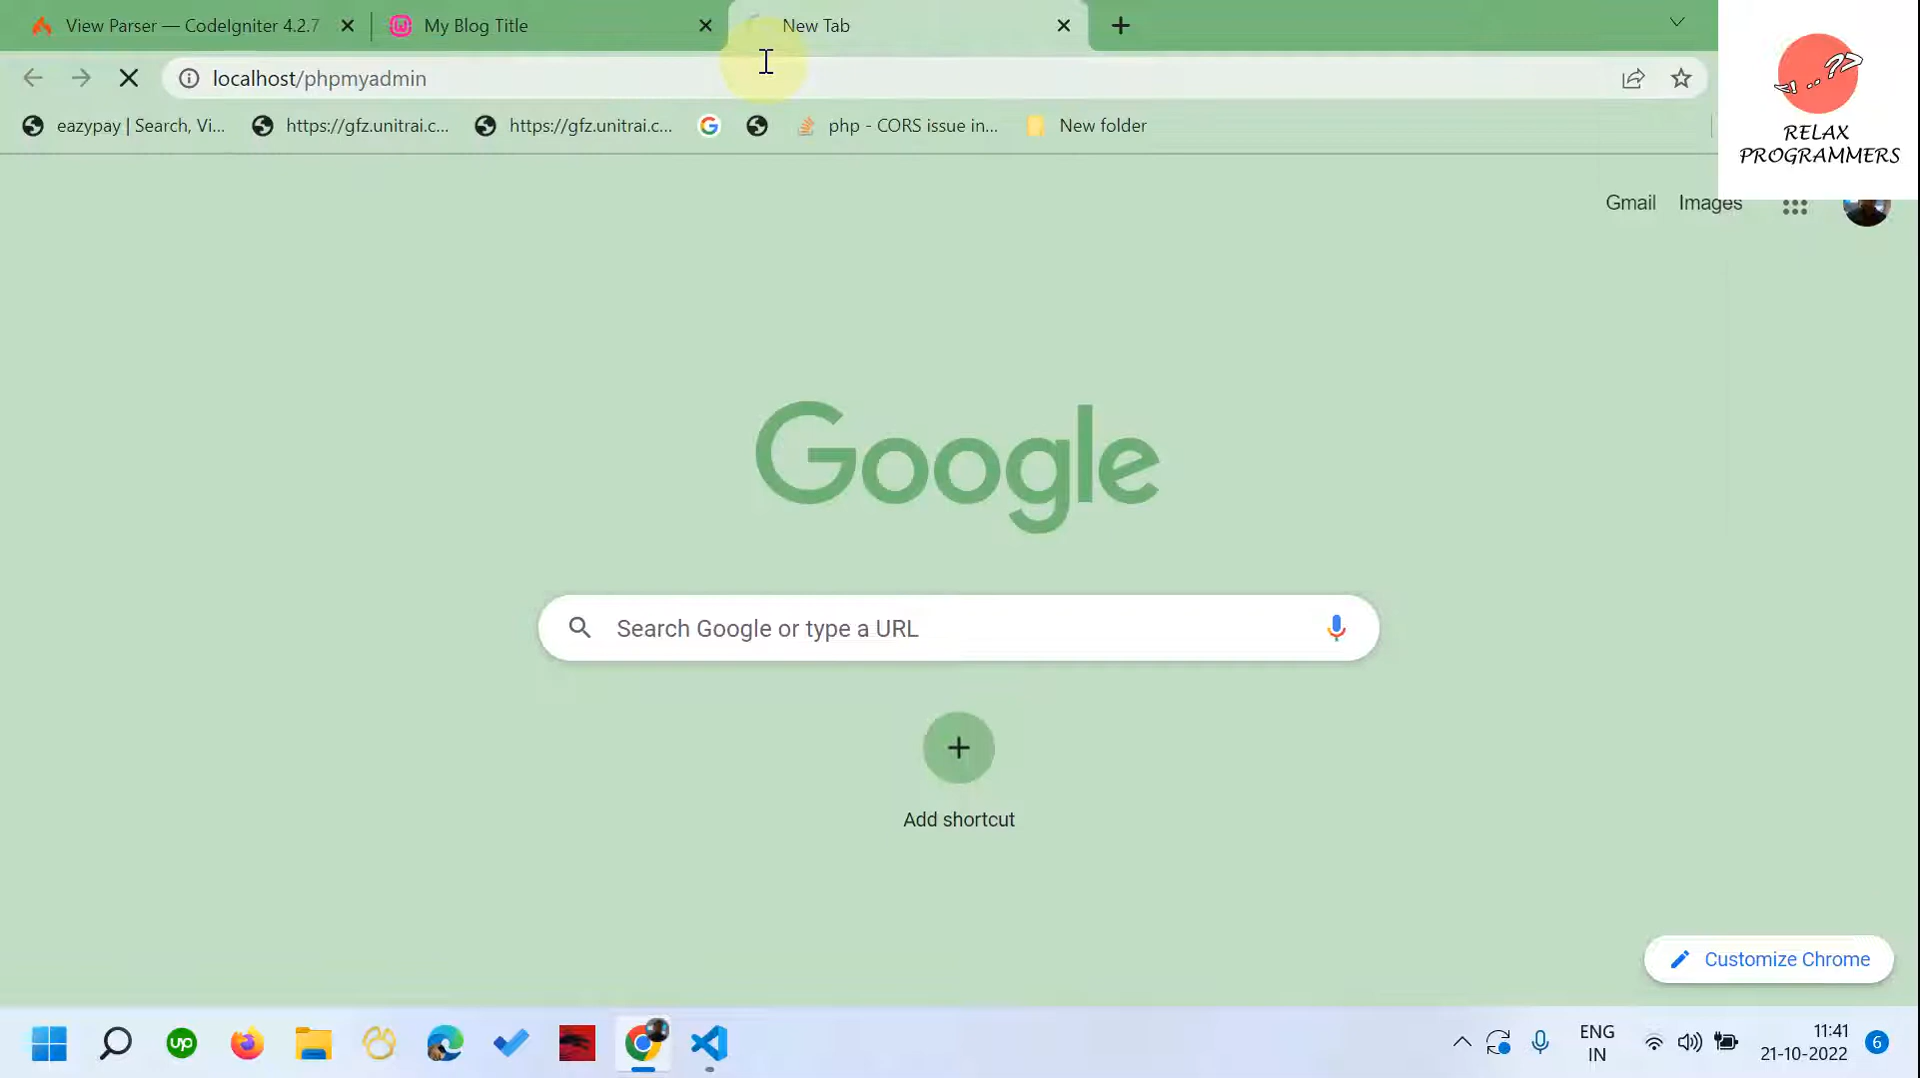 View Parser — CodeIgniter 4.2.7
My Blog Title
New Tab
localhost/phpmyadmin
eazypay | Search, Vi...
https://gfz.unitrai.c...
https://gfz.unitrai.c...
php - CORS issue in...
New folder
<!..??>
RELAX
PROGRAMMERS
Gmail
Images
Google
Search Google or type a URL
Add shortcut
Customize Chrome
up
ENG
IN
11:41
21-10-2022
6